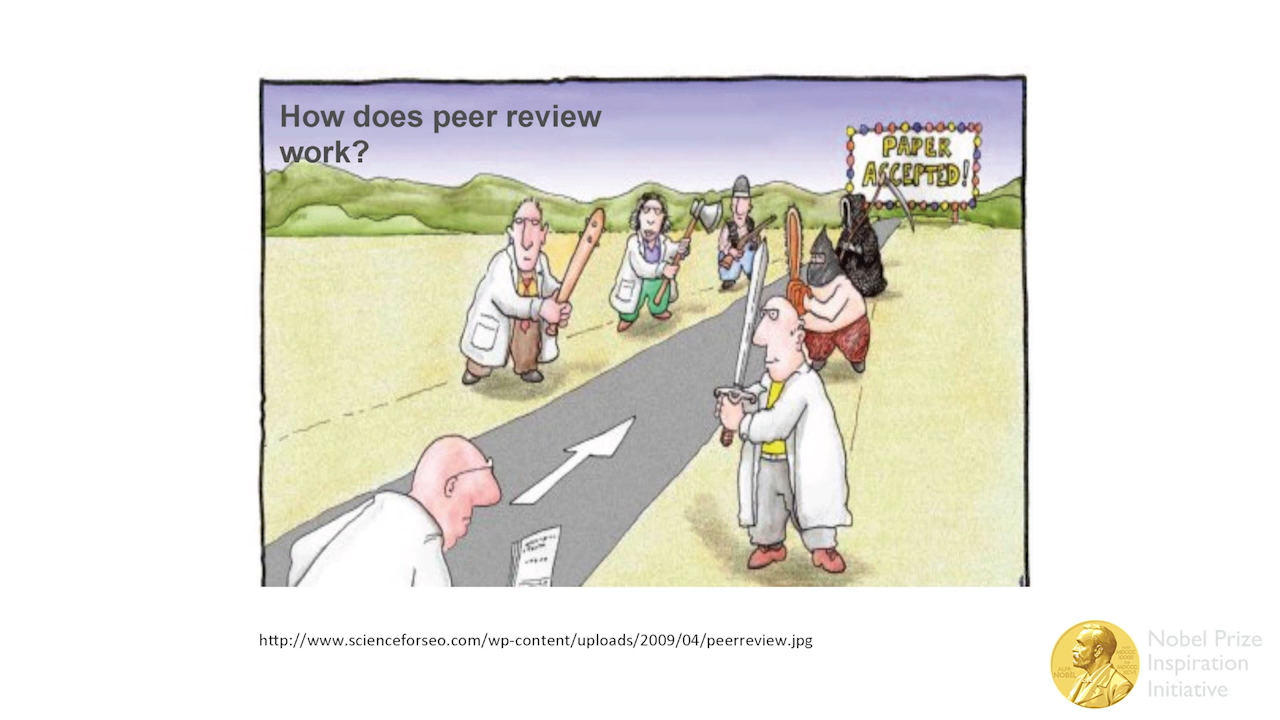 How does peer review
work?
PAPER
ACCEPTED!
http://www.scienceforseo.com/wp-content/uploads/2009/04/peerreview.jpg
Nobel Prize
Inspiration
Initiative